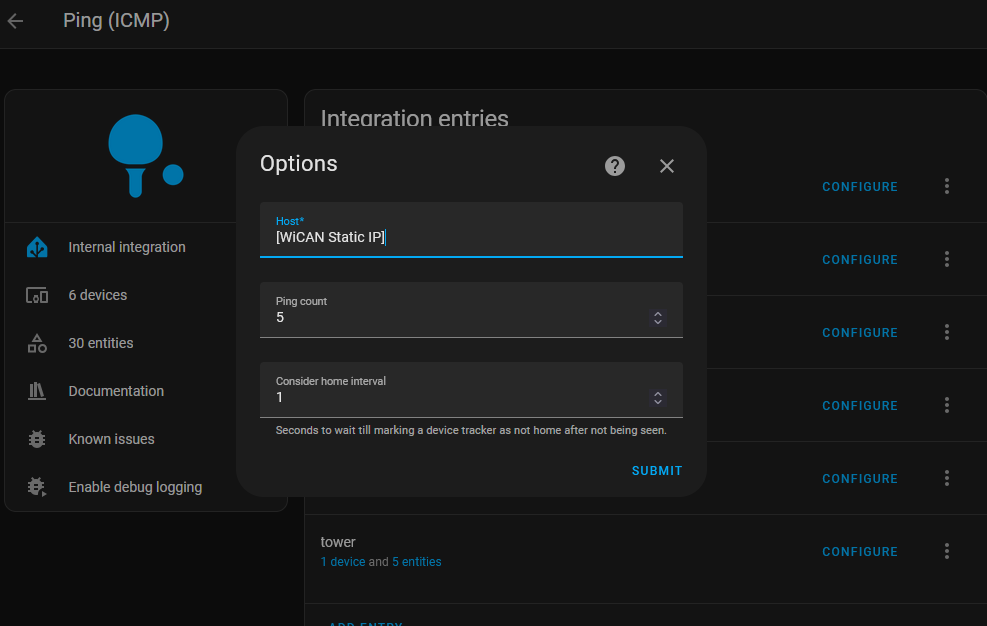 Ping (ICMP)
Integration entries
Internal integration
6 devices
30 entities
Documentation
Known issues
Enable debug logging
Options
?
Host*
[WiCAN Static IP]
Ping count
5
Consider home interval
1
Seconds to wait till marking a device tracker as not home after not being seen.
SUBMIT
CONFIGURE
CONFIGURE
CONFIGURE
CONFIGURE
CONFIGURE
tower
1 device and 5 entities
CONFIGURE
ADD ENTRY